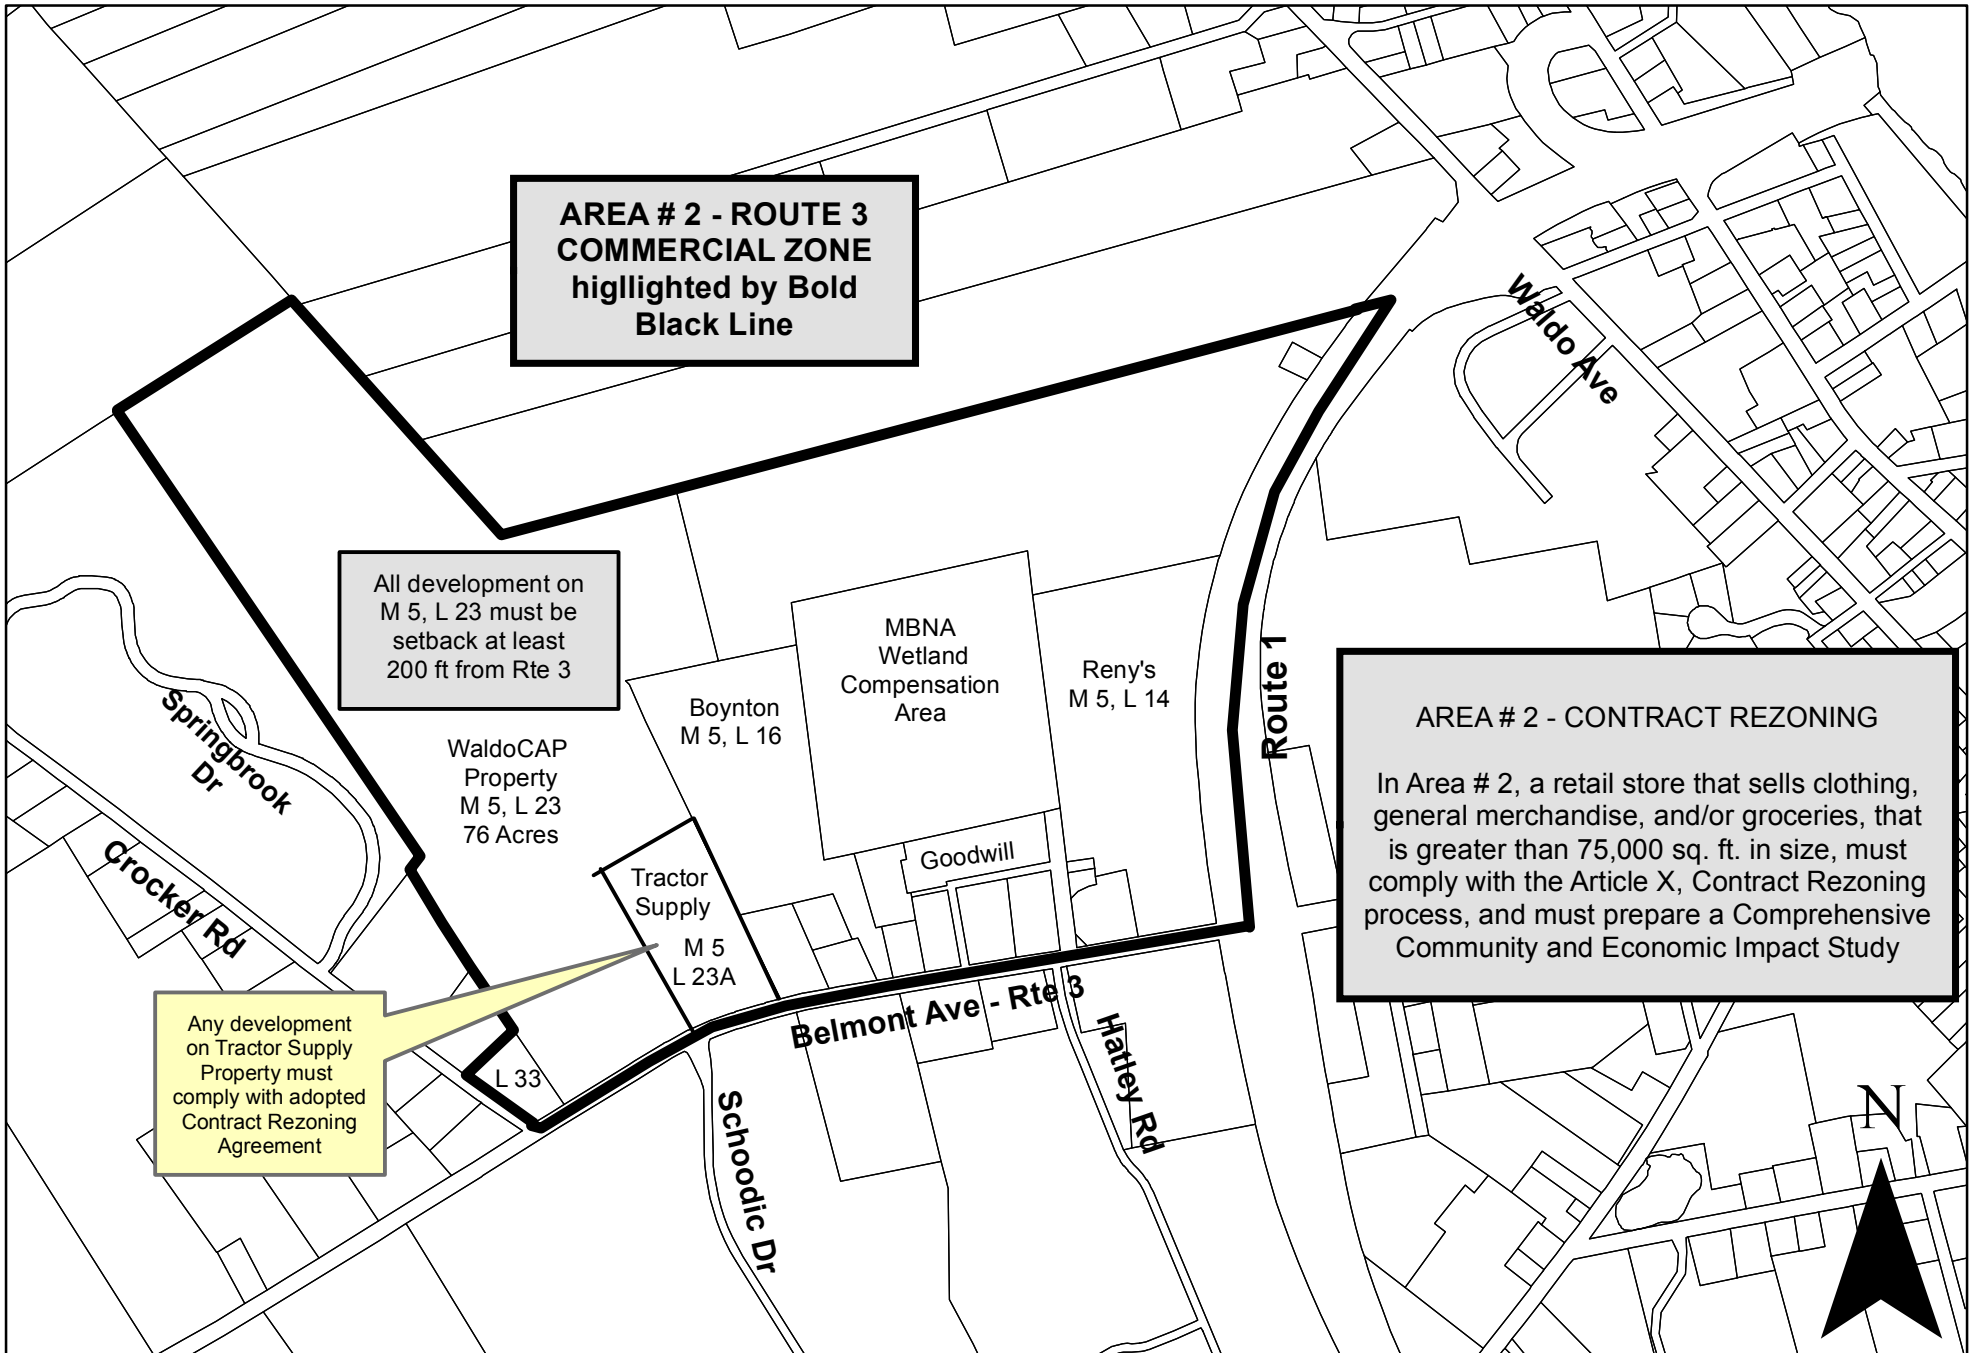 AREA # 2 - ROUTE 3
COMMERCIAL ZONE
higllighted by Bold
Black Line
Waldo Ave
All development on
M 5, L 23 must be
setback at least
200 ft from Rte 3
MBNA
Wetland
Compensation
Area
Reny's
M 5, L 14
Route 1
Boynton
M 5, L 16
Springbrook
Dr
WaldoCAP
Property
M 5, L 23
76 Acres
AREA # 2 - CONTRACT REZONING
In Area # 2, a retail store that sells clothing,
general merchandise, and/or groceries, that
is greater than 75,000 sq. ft. in size, must
comply with the Article X, Contract Rezoning
process, and must prepare a Comprehensive
Community and Economic Impact Study
Crocker Rd
Goodwill
Tractor
Supply
M 5
L 23A
Any development
on Tractor Supply
Property must
comply with adopted
Contract Rezoning
Agreement
Belmont Ave - Rte 3
L 33
Hatley Rd
Schoodic Dr
N